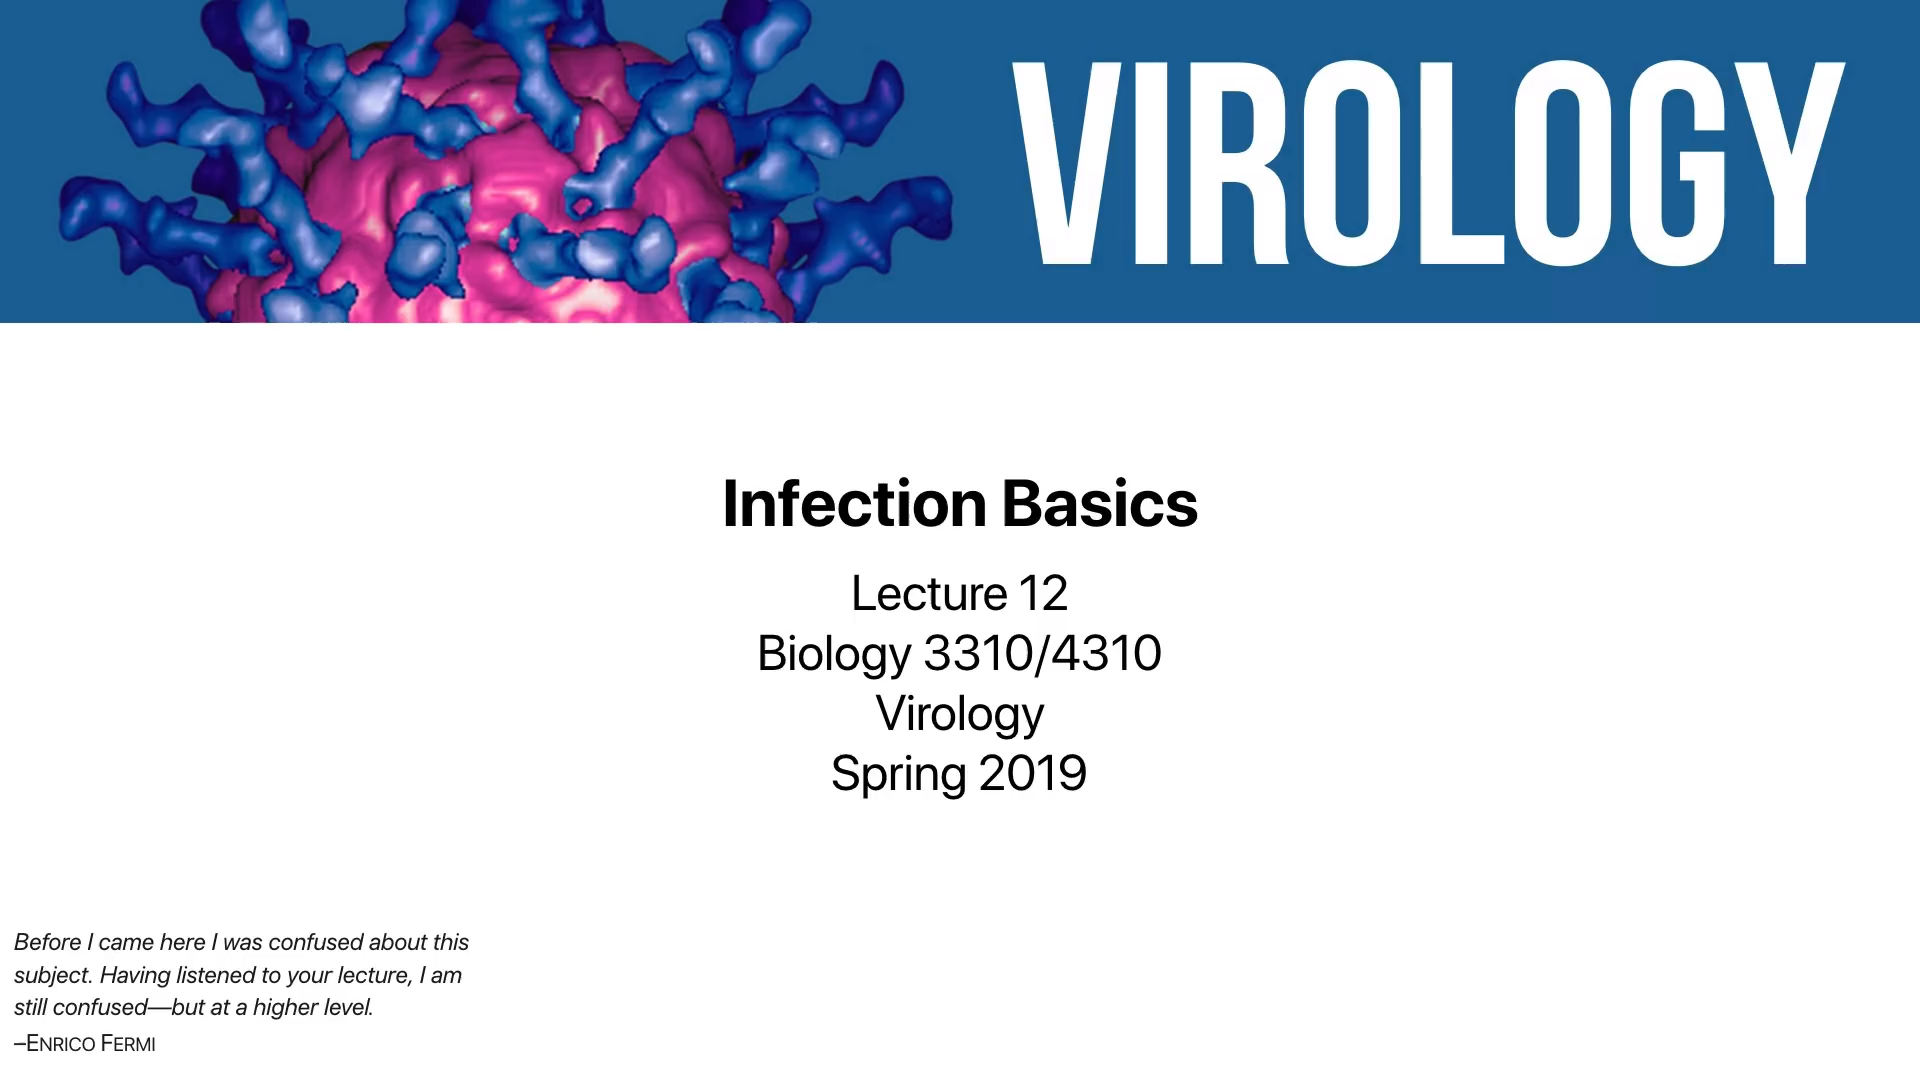 VIROLOGY
Infection Basics
Lecture 12
Biology 3310/4310
Virology
Spring 2019
Before I came here I was confused about this
subject. Having listened to your lecture, I am
still confused—but at a higher level.
–ENRICO FERMI